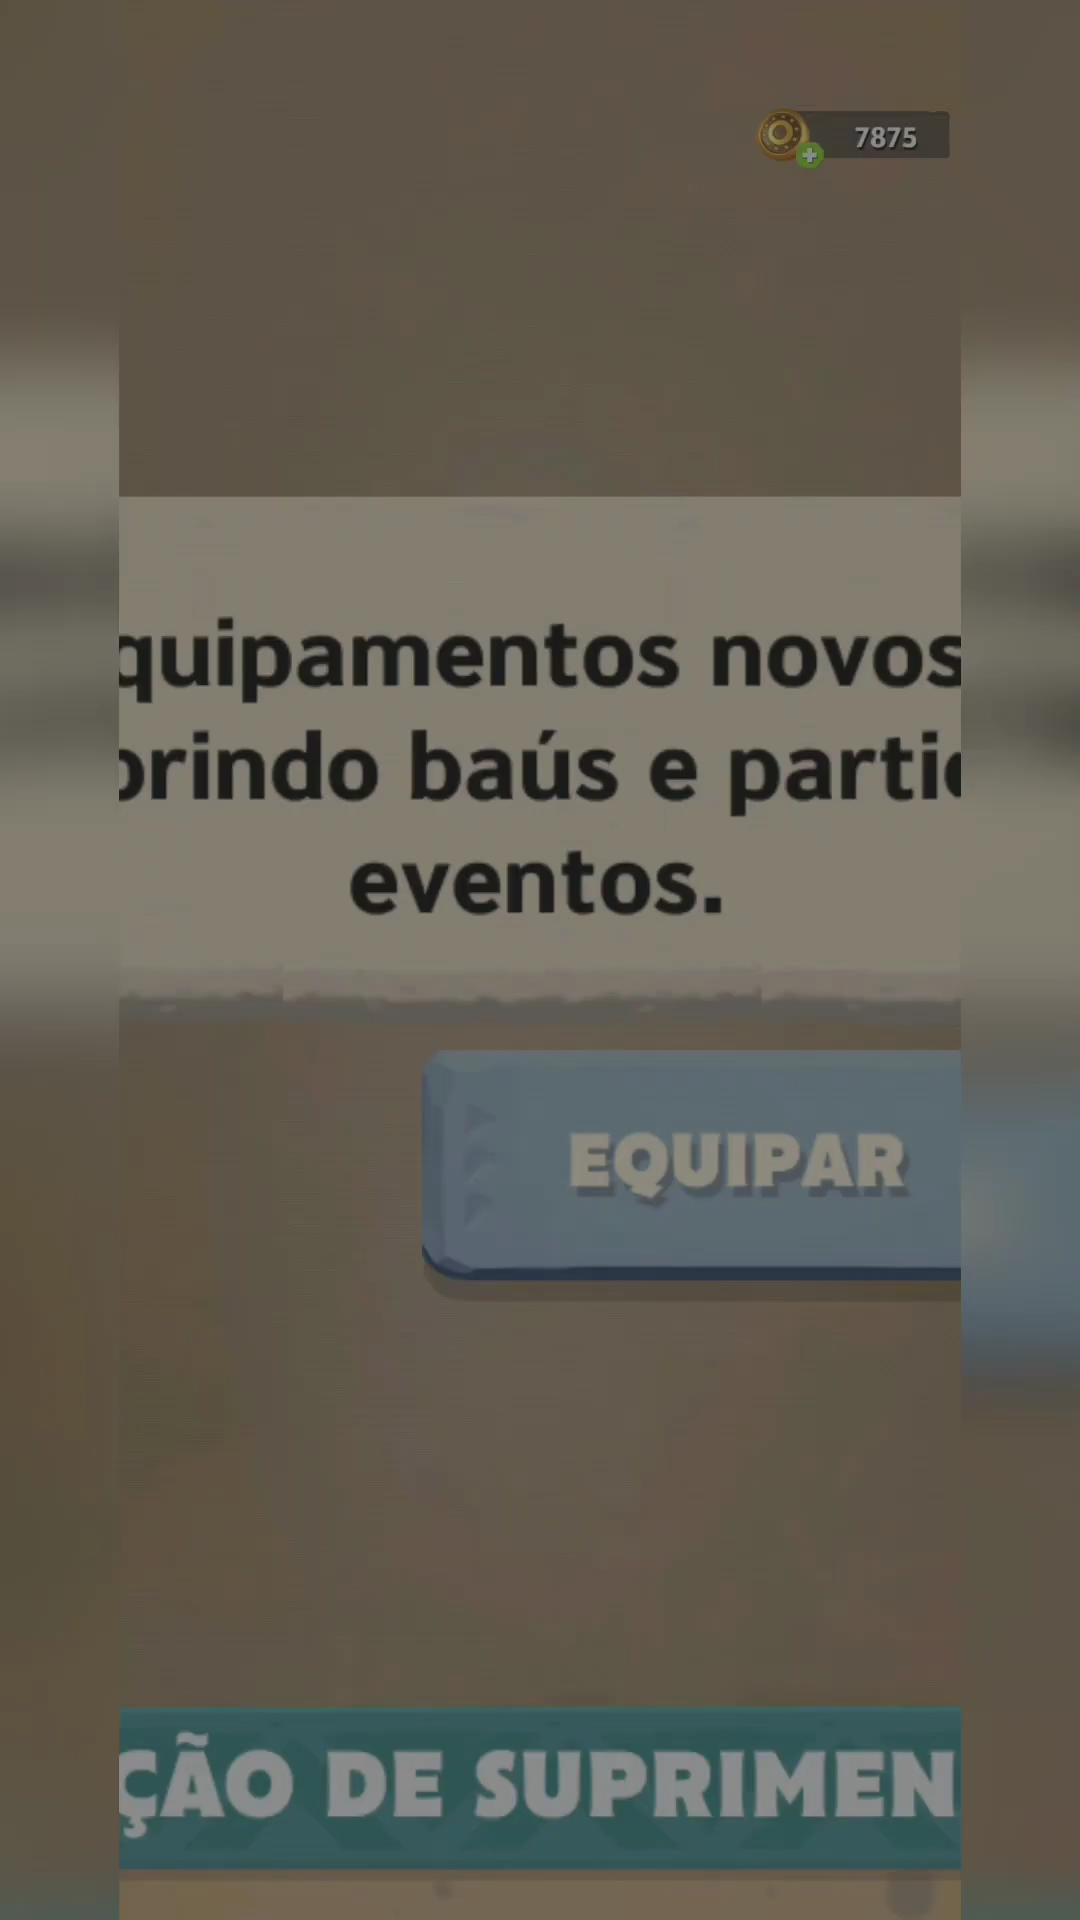 7875
quipamentos novos
brindo baús e partic
eventos.
EQUIPAR
ÇÃO DE SUPRIMEN